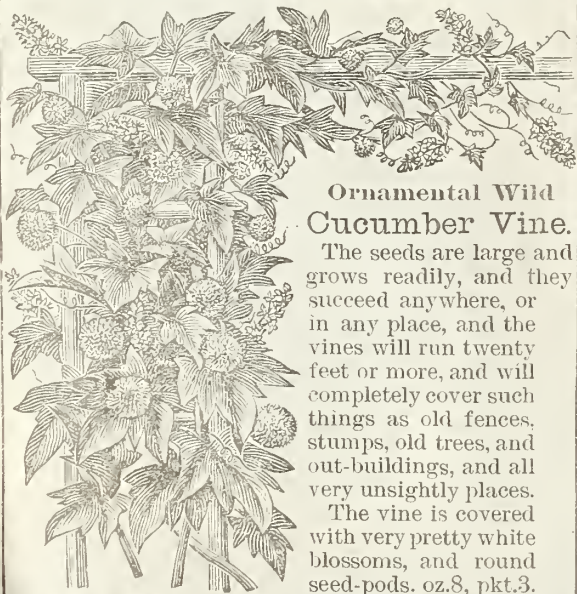 Ornamental Wild
Cucumber Vine.
The seeds are large and
grows readily, and they
succeed anywhere, or
in any place, and the
vines will run twenty
feet or more, and will
completely cover such
things as old fences,
stumps, old trees, and
out-buildings, and all
very unsightly places.
The vine is covered
with very pretty white
blossoms, and round
seed-pods. oz.8, pkt.3.